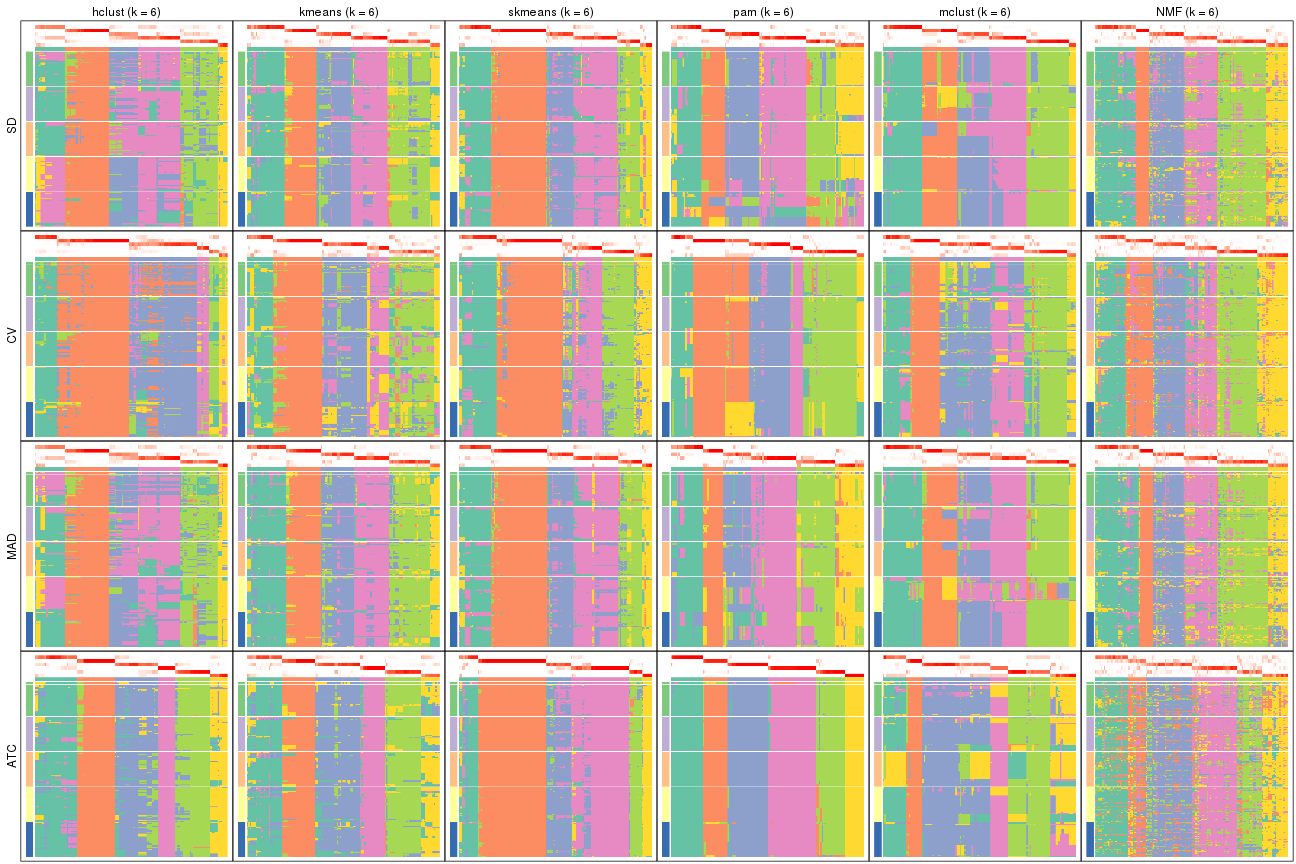 hclust (k = 6) kmeans (k = 6) skmeans (k = 6) pam (k = 6) mclust (k = 6) NMF (k = 6)
SD
CV
MAD
ATC